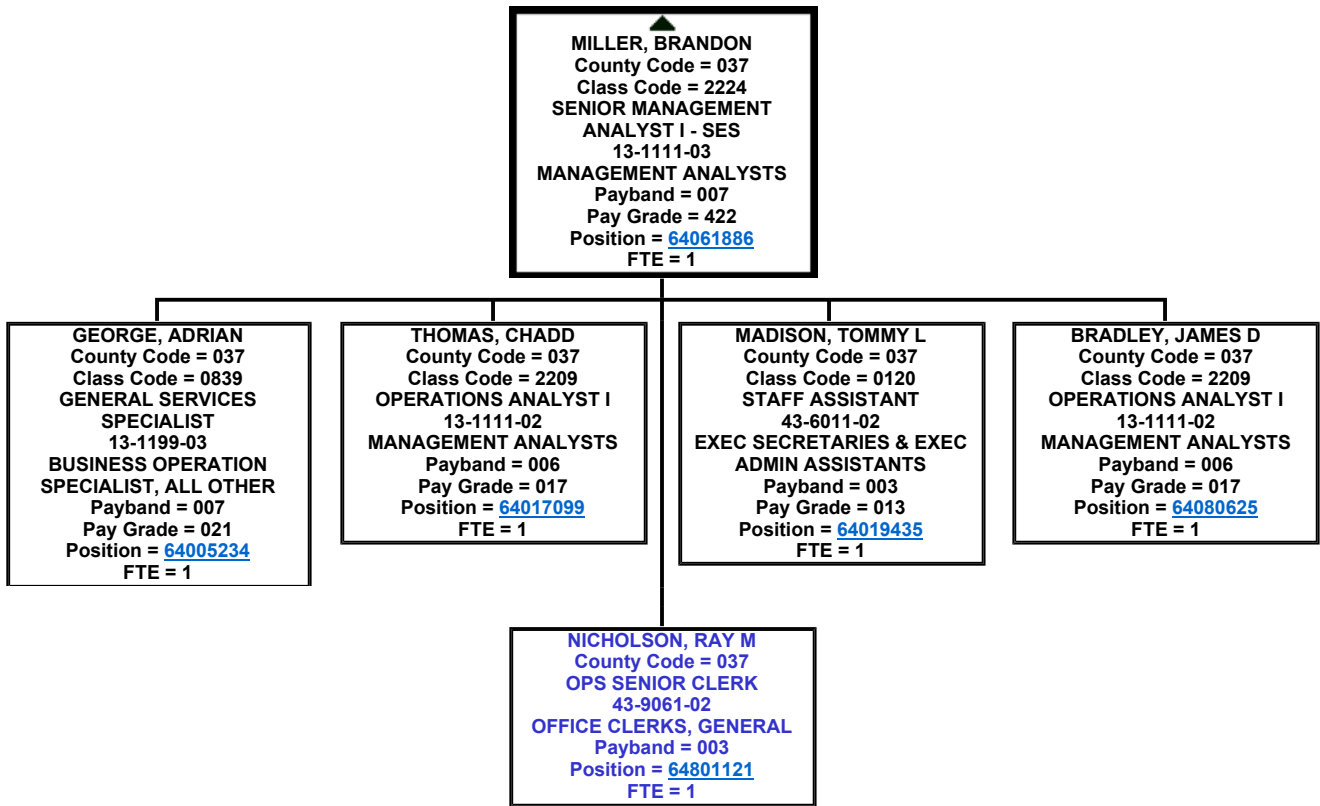 MILLER, BRANDON
County Code = 037
Class Code = 2224
SENIOR MANAGEMENT
ANALYST I - SES
13-1111-03
MANAGEMENT ANALYSTS
Payband = 007
Pay Grade = 422
Position = 64061886
FTE = 1
GEORGE, ADRIAN
County Code = 037
Class Code = 0839
GENERAL SERVICES
SPECIALIST
13-1199-03
BUSINESS OPERATION
SPECIALIST, ALL OTHER
Payband = 007
Pay Grade = 021
Position = 64005234
FTE = 1
THOMAS, CHADD
County Code = 037
Class Code = 2209
OPERATIONS ANALYST I
13-1111-02
MANAGEMENT ANALYSTS
Payband = 006
Pay Grade = 017
Position = 64017099
FTE = 1
MADISON, TOMMY L
County Code = 037
Class Code = 0120
STAFF ASSISTANT
43-6011-02
EXEC SECRETARIES & EXEC
ADMIN ASSISTANTS
Payband = 003
Pay Grade = 013
Position = 64019435
FTE = 1
BRADLEY, JAMES D
County Code = 037
Class Code = 2209
OPERATIONS ANALYST I
13-1111-02
MANAGEMENT ANALYSTS
Payband = 006
Pay Grade = 017
Position = 64080625
FTE = 1
NICHOLSON, RAY M
County Code = 037
OPS SENIOR CLERK
43-9061-02
OFFICE CLERKS, GENERAL
Payband = 003
Position = 64801121
FTE = 1